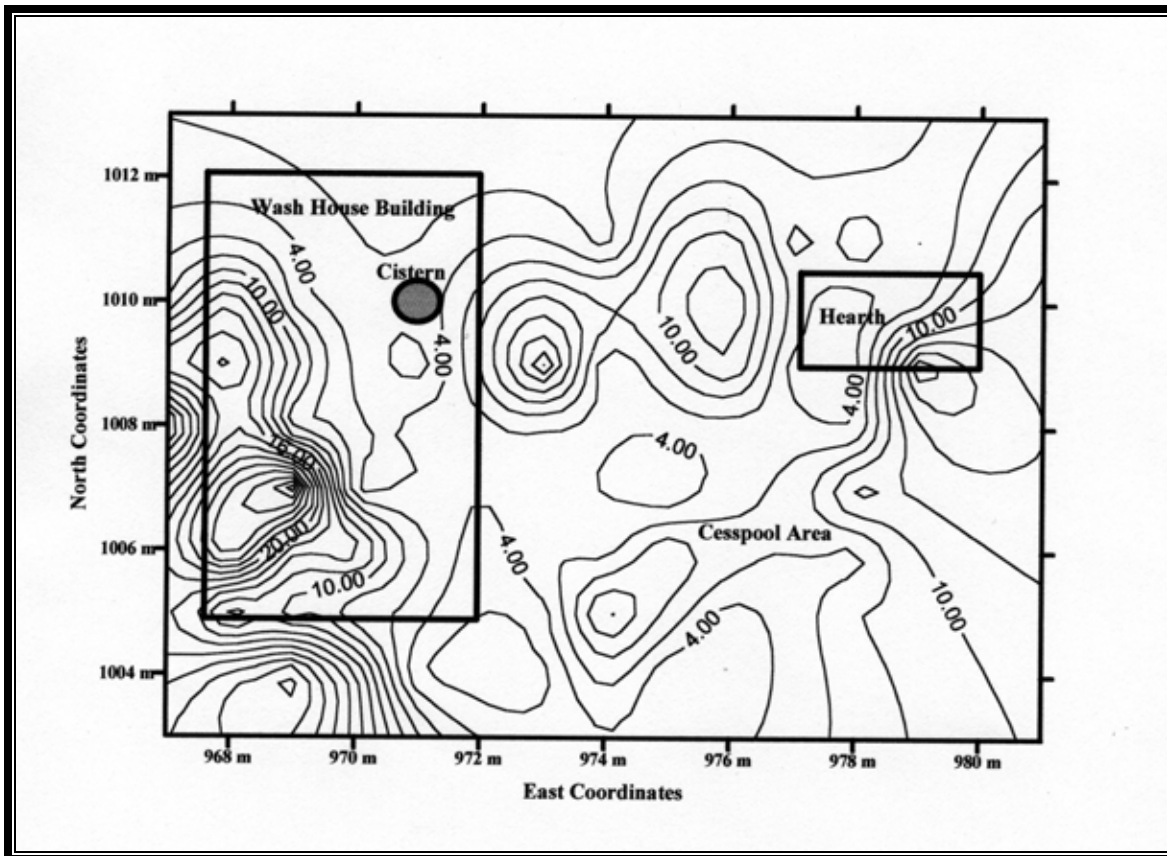 1012 m
Wash House Building
4.00
Cistern
1010 m
10.00
Hearth
10.00
10.00
4.00
North Coordinates
1008 m
4.00
4.00
16.00
20.00
Cesspool Area
1006 m
4.00
10.00
10.00
4.00
1004 m
968 m
970 m
972 m
974 m
976 m
978 m
980 m
East Coordinates